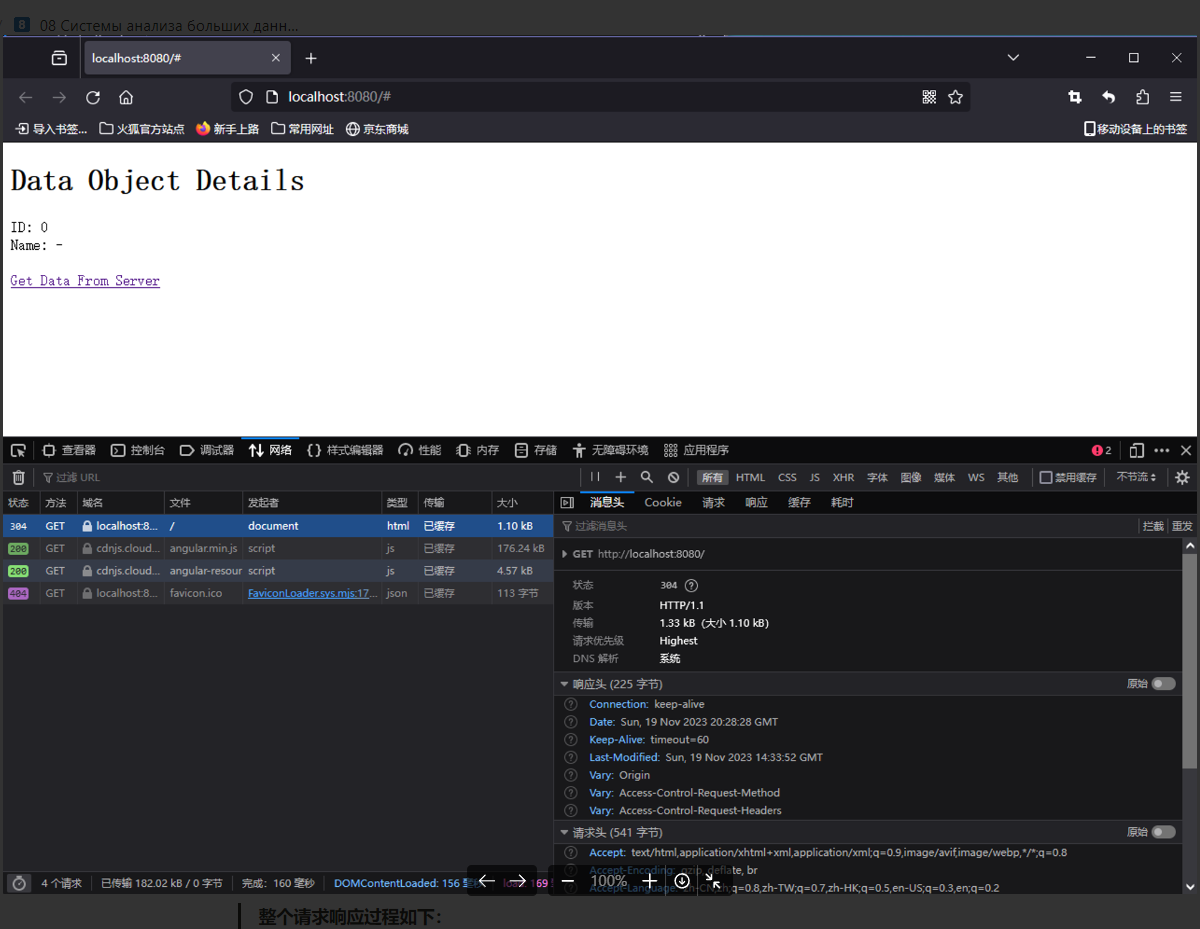 8 08 Системы анализа больших данн...
localhost:8080/#
localhost:8080/#
导入书签... 火狐官方站点 新手上路 常用网址 京东商城 移动设备上的书签
Data Object Details
ID: 0
Name: -
Get Data From Server
查看器 控制台 调试器 网络 样式编辑器 性能 内存 存储 无障碍环境 应用程序 2
过滤 URL 所有 HTML CSS JS XHR 字体 图像 媒体 WS 其他 禁用缓存 不节流
状态 方法 域名 文件 发起者 类型 传输 大小
304 GET localhost:8... / document html 已缓存 1.10 kB
200 GET cdnjs.cloud... angular.min.js script js 已缓存 176.24 kB
200 GET cdnjs.cloud... angular-resour script js 已缓存 4.57 kB
404 GET localhost:8... favicon.ico FaviconLoader.sys.mjs:17... json 已缓存 113 字节
消息头 Cookie 请求 响应 缓存 耗时
过滤消息头 拦截 重发
GET http://localhost:8080/
状态 304
版本 HTTP/1.1
传输 1.33 kB (大小 1.10 kB)
请求优先级 Highest
DNS 解析 系统
响应头 (225 字节) 原始
Connection: keep-alive
Date: Sun, 19 Nov 2023 20:28:28 GMT
Keep-Alive: timeout=60
Last-Modified: Sun, 19 Nov 2023 14:33:52 GMT
Vary: Origin
Vary: Access-Control-Request-Method
Vary: Access-Control-Request-Headers
请求头 (541 字节) 原始
Accept: text/html,application/xhtml+xml,application/xml;q=0.9,image/avif,image/webp,*/*;q=0.8
Accept-Encoding: gzip, deflate, br
Accept-Language: zh-CN,zh;q=0.8,zh-TW;q=0.7,zh-HK;q=0.5,en-US;q=0.3,en;q=0.2
4 个请求 已传输 182.02 kB / 0 字节 完成: 160 毫秒 DOMContentLoaded: 156 毫秒 load: 169
100%
整个请求响应过程如下: